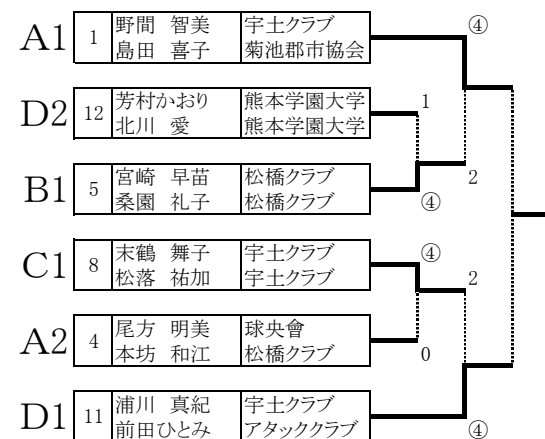 A1 1 野間 智美 宇土クラブ ④
島田 喜子 菊池郡市協会
D2 12 芳村かおり 熊本学園大学 1
北川 愛 熊本学園大学
B1 5 宮崎 早苗 松橋クラブ 2
桑園 礼子 松橋クラブ ④
C1 8 末鶴 舞子 宇土クラブ ④
松落 祐加 宇土クラブ 2
A2 4 尾方 明美 球央會
本坊 和江 松橋クラブ 0
D1 11 浦川 真紀 宇土クラブ
前田ひとみ アタッククラブ ④